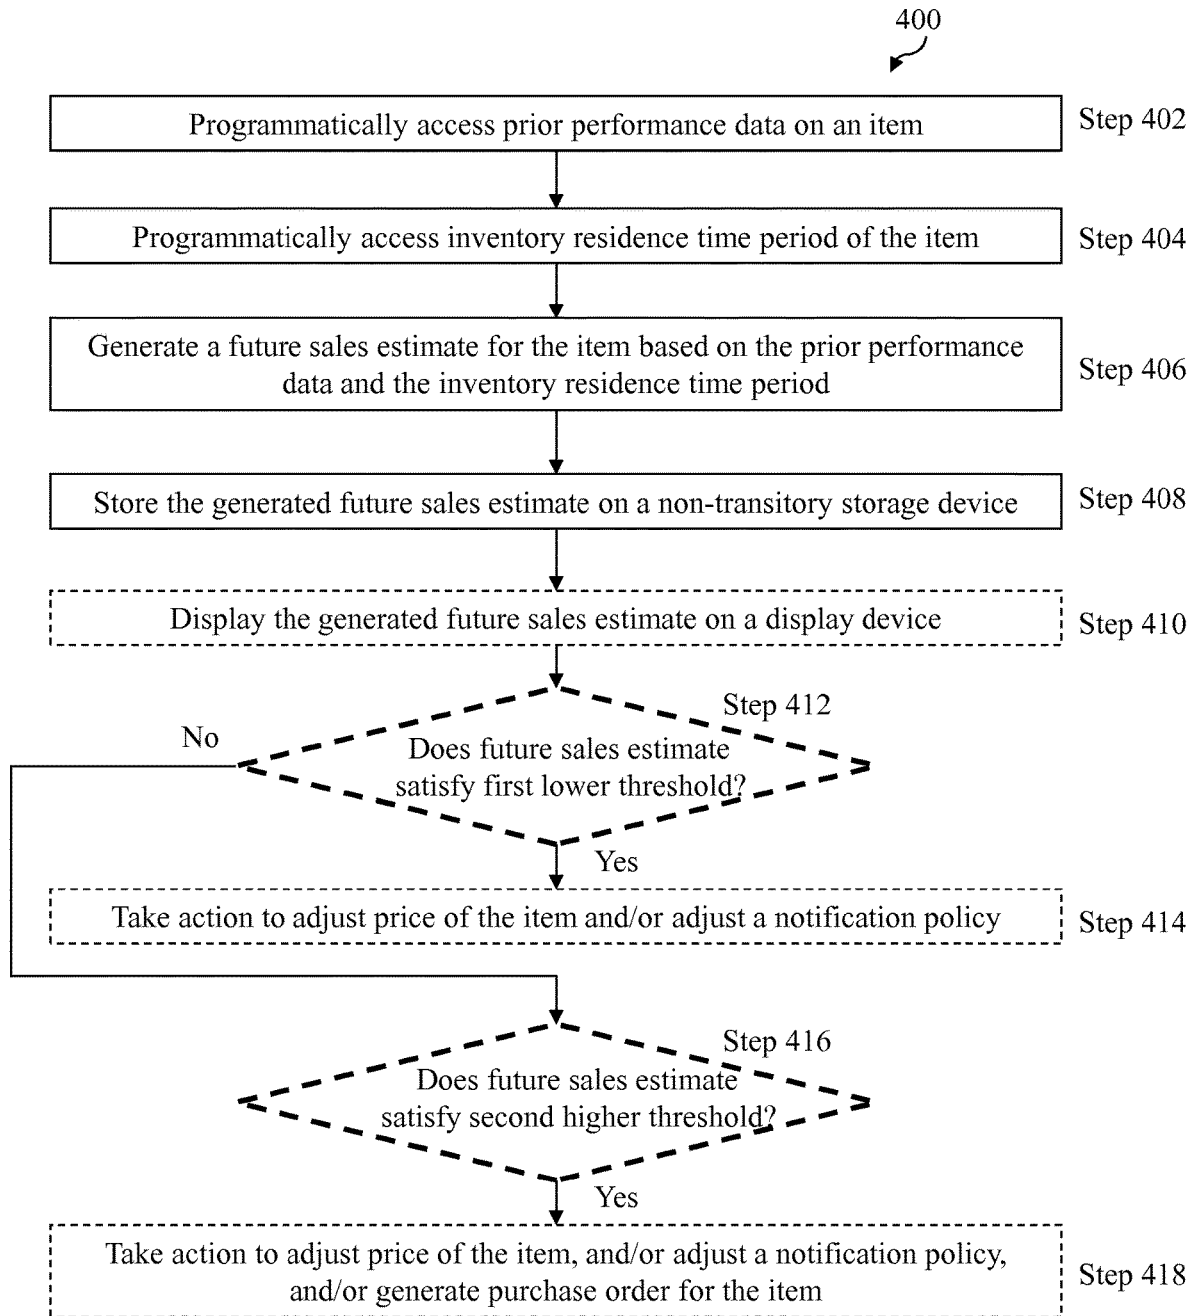 400
Programmatically access prior performance data on an item
Step 402
Programmatically access inventory residence time period of the item
Step 404
Generate a future sales estimate for the item based on the prior performance
data and the inventory residence time period
Step 406
Store the generated future sales estimate on a non-transitory storage device
Step 408
Display the generated future sales estimate on a display device
Step 410
Step 412
No
Does future sales estimate
satisfy first lower threshold?
Yes
Take action to adjust price of the item and/or adjust a notification policy
Step 414
Step 416
Does future sales estimate
satisfy second higher threshold?
Yes
Take action to adjust price of the item, and/or adjust a notification policy,
and/or generate purchase order for the item
Step 418